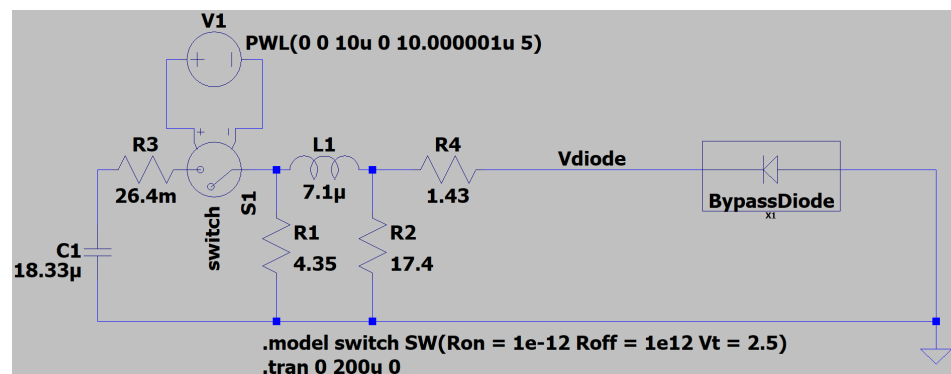 V1
PWL(0 0 10u 0 10.000001u 5)
+ −
+ −
R3
26.4m
S1
switch
L1
7.1µ
R4
1.43
Vdiode
BypassDiode
X1
C1
18.33µ
R1
4.35
R2
17.4
.model switch SW(Ron = 1e-12 Roff = 1e12 Vt = 2.5)
.tran 0 200u 0